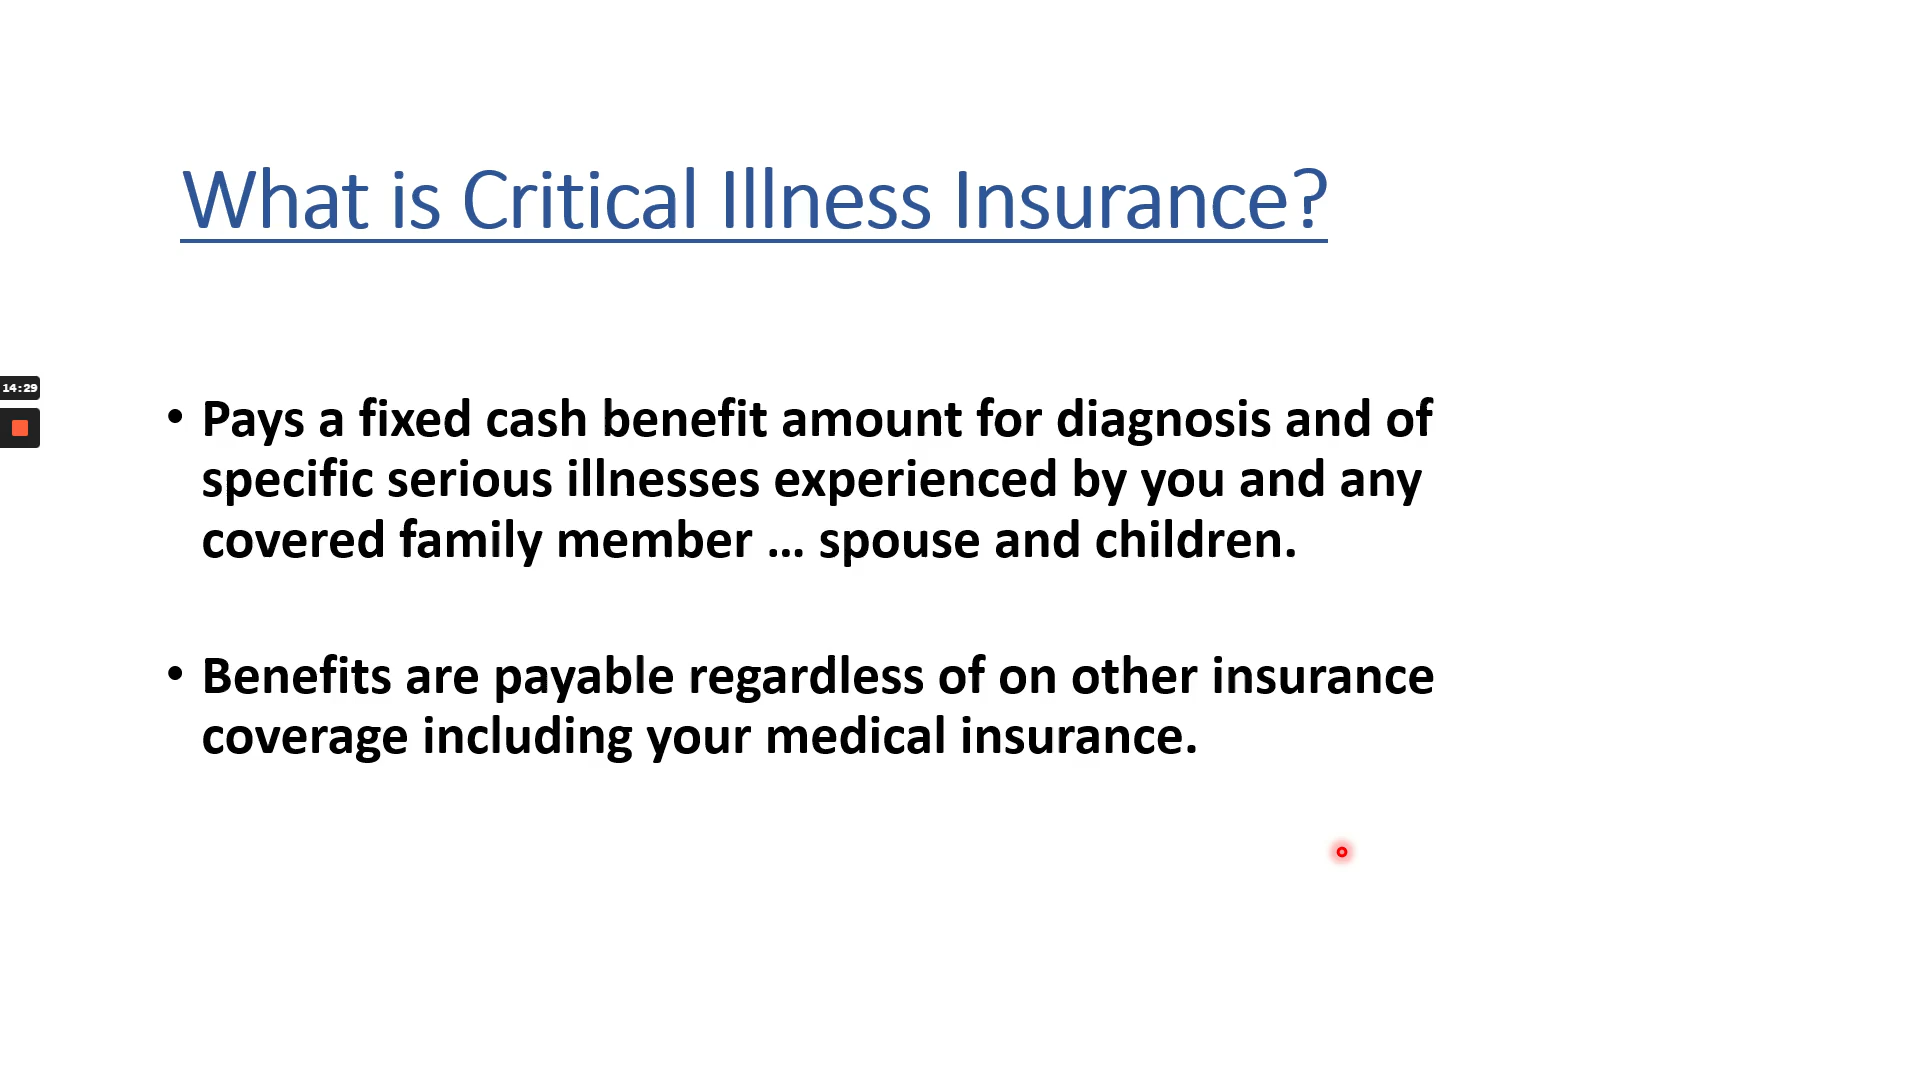 What is Critical Illness Insurance?
14:29
• Pays a fixed cash benefit amount for diagnosis and of
specific serious illnesses experienced by you and any
covered family member ... spouse and children.
• Benefits are payable regardless of on other insurance
coverage including your medical insurance.